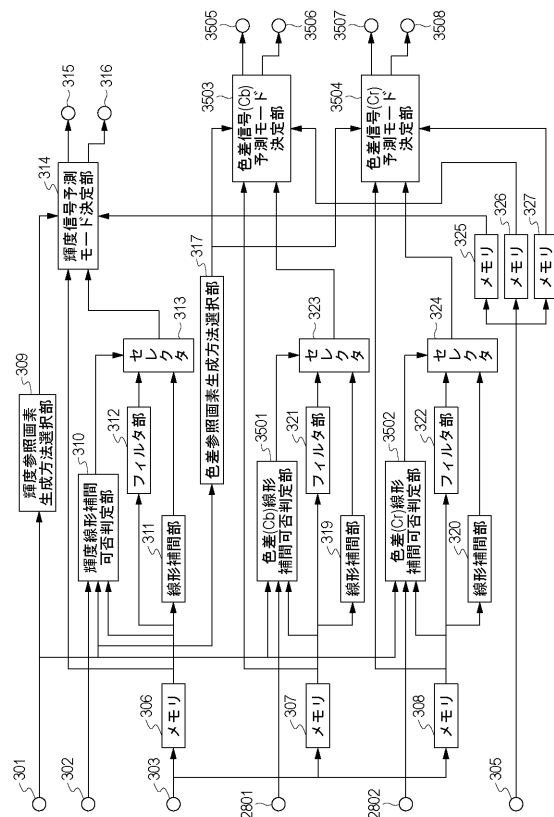 301
302
303
2801
2802
305
306
メモリ
307
メモリ
308
メモリ
309
輝度参照画素
生成方法選択部
310
輝度線形補間
可否判定部
311
線形補間部
312
フィルタ部
313
セレクタ
314
輝度信号予測
モード決定部
315
316
317
色差参照画素生成方法選択部
3501
色差(Cb)線形
補間可否判定部
319
線形補間部
321
フィルタ部
323
セレクタ
3503
色差信号(Cb)
予測モード
決定部
3505
3506
3502
色差(Cr)線形
補間可否判定部
320
線形補間部
322
フィルタ部
324
セレクタ
3504
色差信号(Cr)
予測モード
決定部
3507
3508
325
メモリ
326
メモリ
327
メモリ